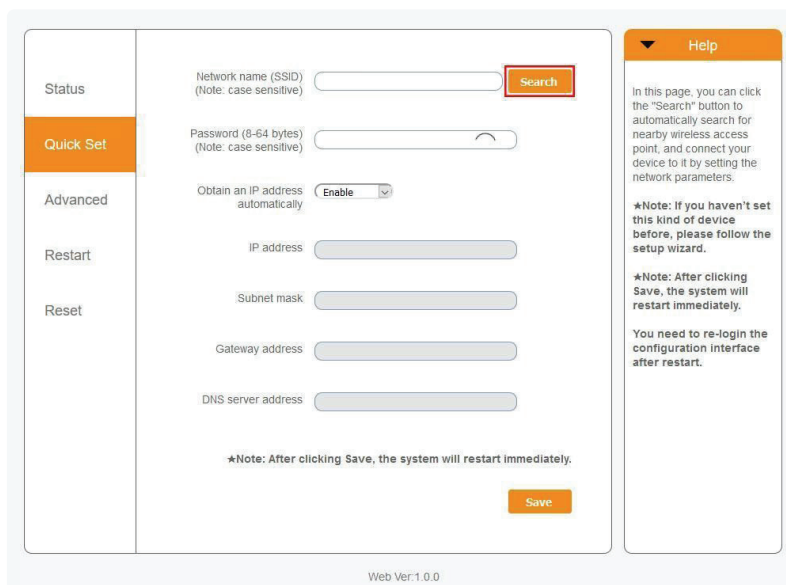 Help
Status
Network name (SSID)
(Note: case sensitive)
Search
In this page, you can click
the "Search" button to
automatically search for
nearby wireless access
point, and connect your
device to it by setting the
network parameters.
Quick Set
Password (8-64 bytes)
(Note: case sensitive)
Advanced
Obtain an IP address
automatically
Enable
★Note: If you haven't set
this kind of device
before, please follow the
setup wizard.
Restart
IP address
★Note: After clicking
Save, the system will
restart immediately.
Reset
Subnet mask
You need to re-login the
configuration interface
after restart.
Gateway address
DNS server address
★Note: After clicking Save, the system will restart immediately.
Save
Web Ver:1.0.0